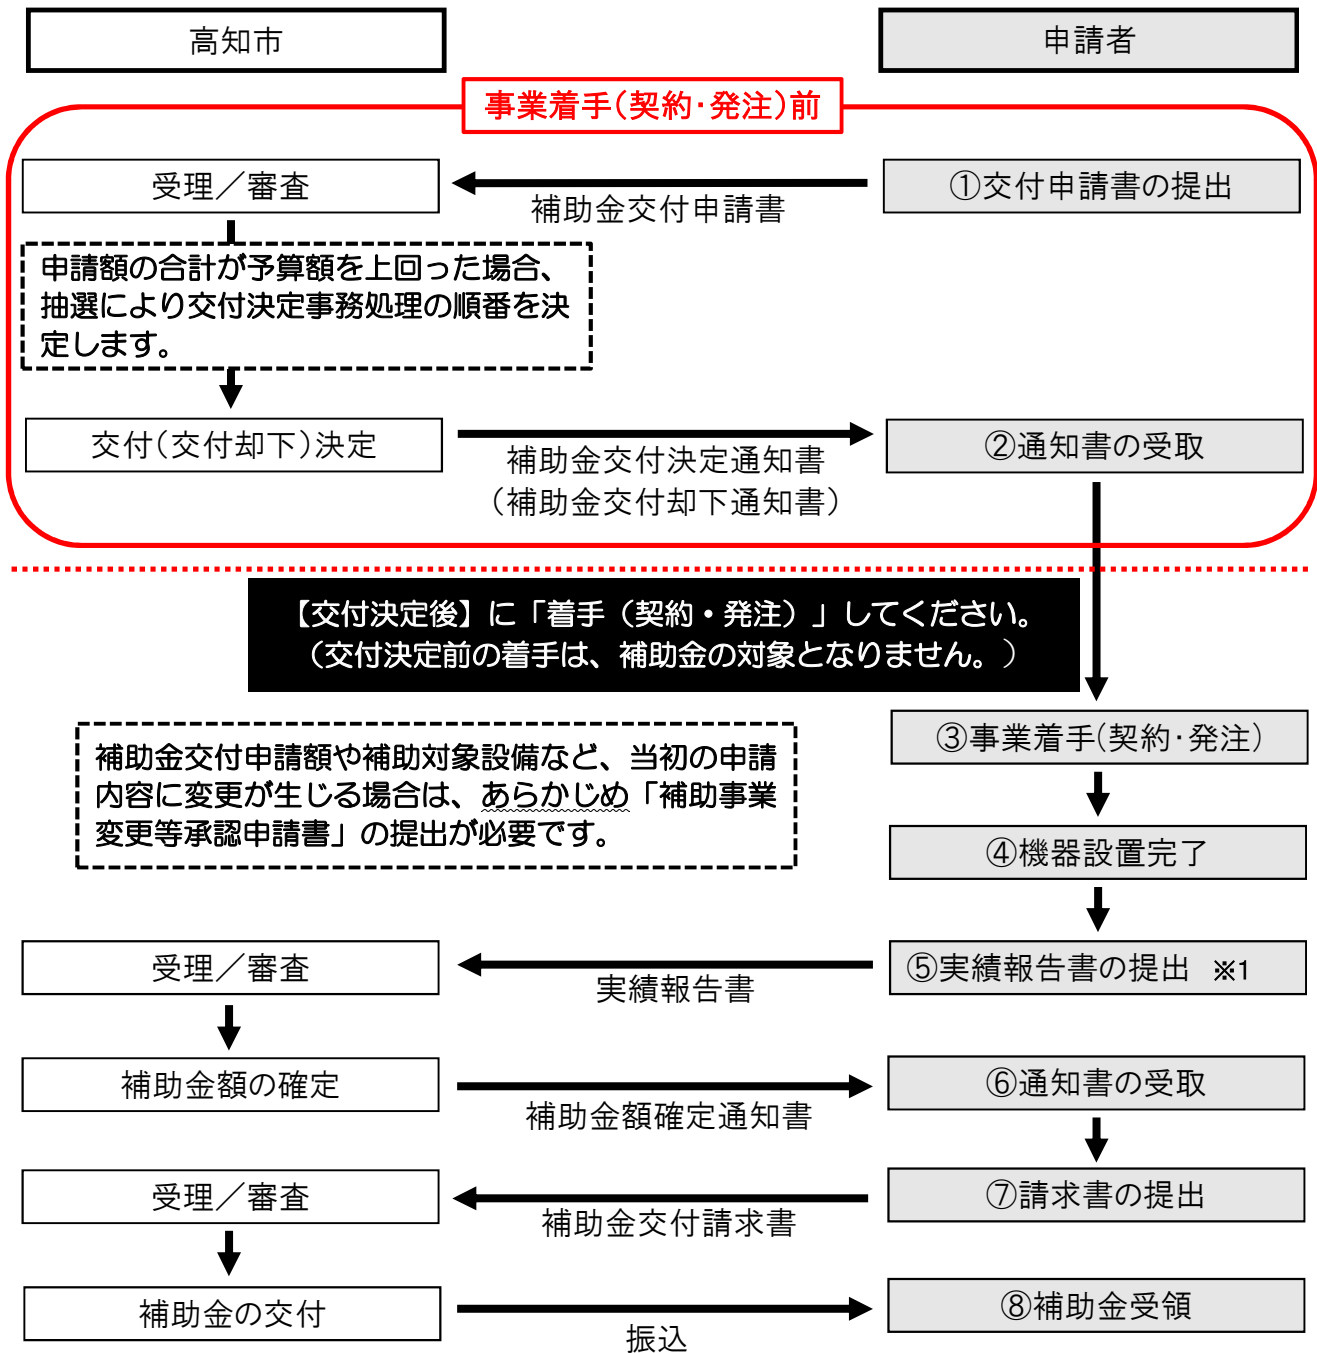 高知市
申請者
事業着手(契約・発注)前
受理／審査
①交付申請書の提出
補助金交付申請書
申請額の合計が予算額を上回った場合、
抽選により交付決定事務処理の順番を決
定します。
交付(交付却下)決定
②通知書の受取
補助金交付決定通知書
（補助金交付却下通知書）
【交付決定後】に「着手（契約・発注）」してください。
（交付決定前の着手は、補助金の対象となりません。）
③事業着手(契約・発注)
補助金交付申請額や補助対象設備など、当初の申請
内容に変更が生じる場合は、あらかじめ「補助事業
変更等承認申請書」の提出が必要です。
④機器設置完了
受理／審査
⑤実績報告書の提出 ※1
実績報告書
補助金額の確定
⑥通知書の受取
補助金額確定通知書
受理／審査
⑦請求書の提出
補助金交付請求書
補助金の交付
⑧補助金受領
振込